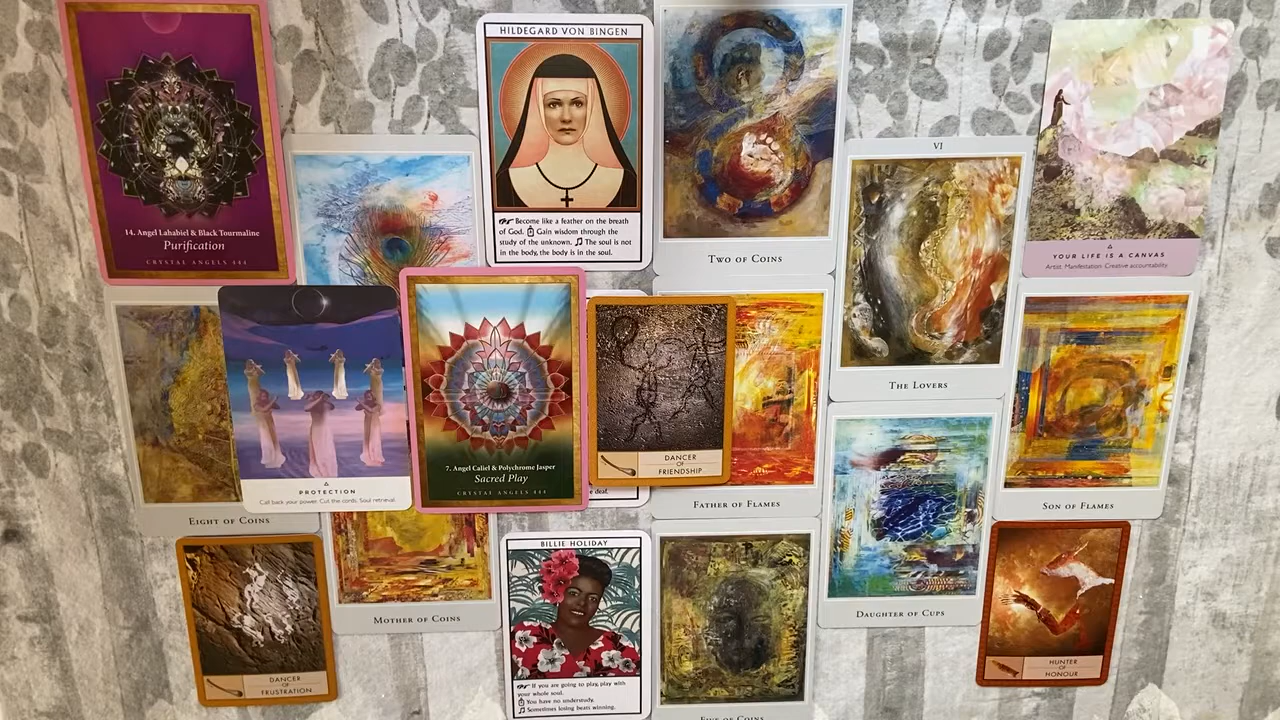 14. Angel Lahabiel & Black Tourmaline
Purification
CRYSTAL ANGELS 444
HILDEGARD VON BINGEN
Become like a feather on the breath
of God. Gain wisdom through the
study of the unknown. The soul is not
in the body, the body is in the soul.
TWO OF COINS
VI
THE LOVERS
YOUR LIFE IS A CANVAS
Artist. Manifestation. Creative accountability.
EIGHT OF COINS
PROTECTION
Call back your power. Cut the cords. Soul retrieval.
7. Angel Caliel & Polychrome Jasper
Sacred Play
CRYSTAL ANGELS 444
DANCER
OF
FRIENDSHIP
e deal.
FATHER OF FLAMES
SON OF FLAMES
DANCER
OF
FRUSTRATION
MOTHER OF COINS
BILLIE HOLIDAY
If you are going to play, play with
your whole soul.
You have no understudy.
Sometimes losing beats winning.
FIVE OF COINS
DAUGHTER OF CUPS
HUNTER
OF
HONOUR